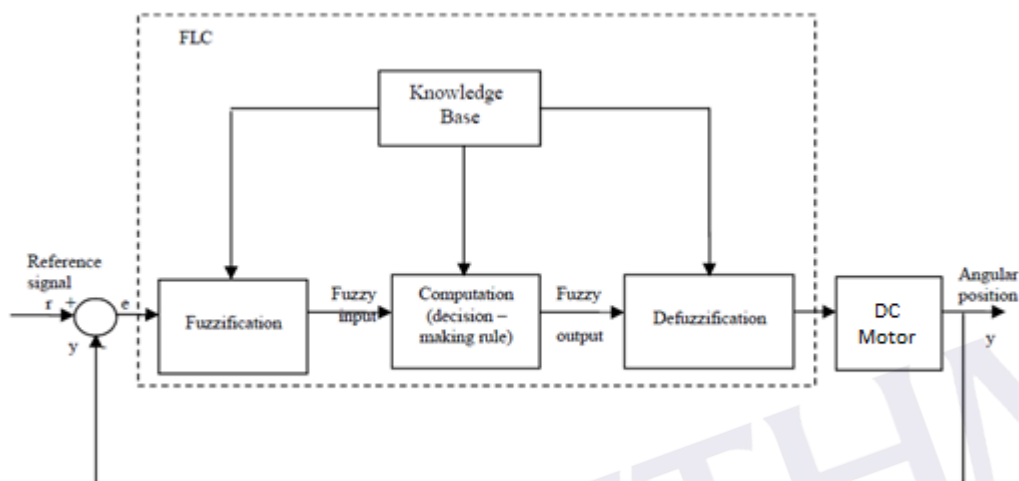 FLC
Knowledge
Base
Reference
signal
r
+
e
y
-
Fuzzification
Fuzzy
input
Computation
(decision –
making rule)
Fuzzy
output
Defuzzification
DC
Motor
Angular
position
y